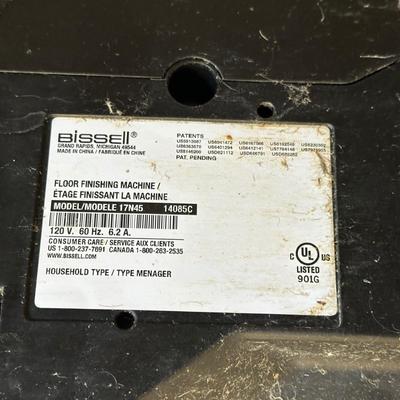 BISSELL®
GRAND RAPIDS, MICHIGAN 49544
MADE IN CHINA / FABRIQUÉ EN CHINE
PATENTS
PAT. PENDING
FLOOR FINISHING MACHINE /
ÉTAGE FINISSANT LA MACHINE
MODEL/MODELE 17N45 14085C
120 V. 60 Hz. 6.2 A.
CONSUMER CARE / SERVICE AUX CLIENTS
US 1-800-237-7691 CANADA 1-800-263-2535
WWW.BISSELL.COM
HOUSEHOLD TYPE / TYPE MENAGER
C UL US
LISTED
901G